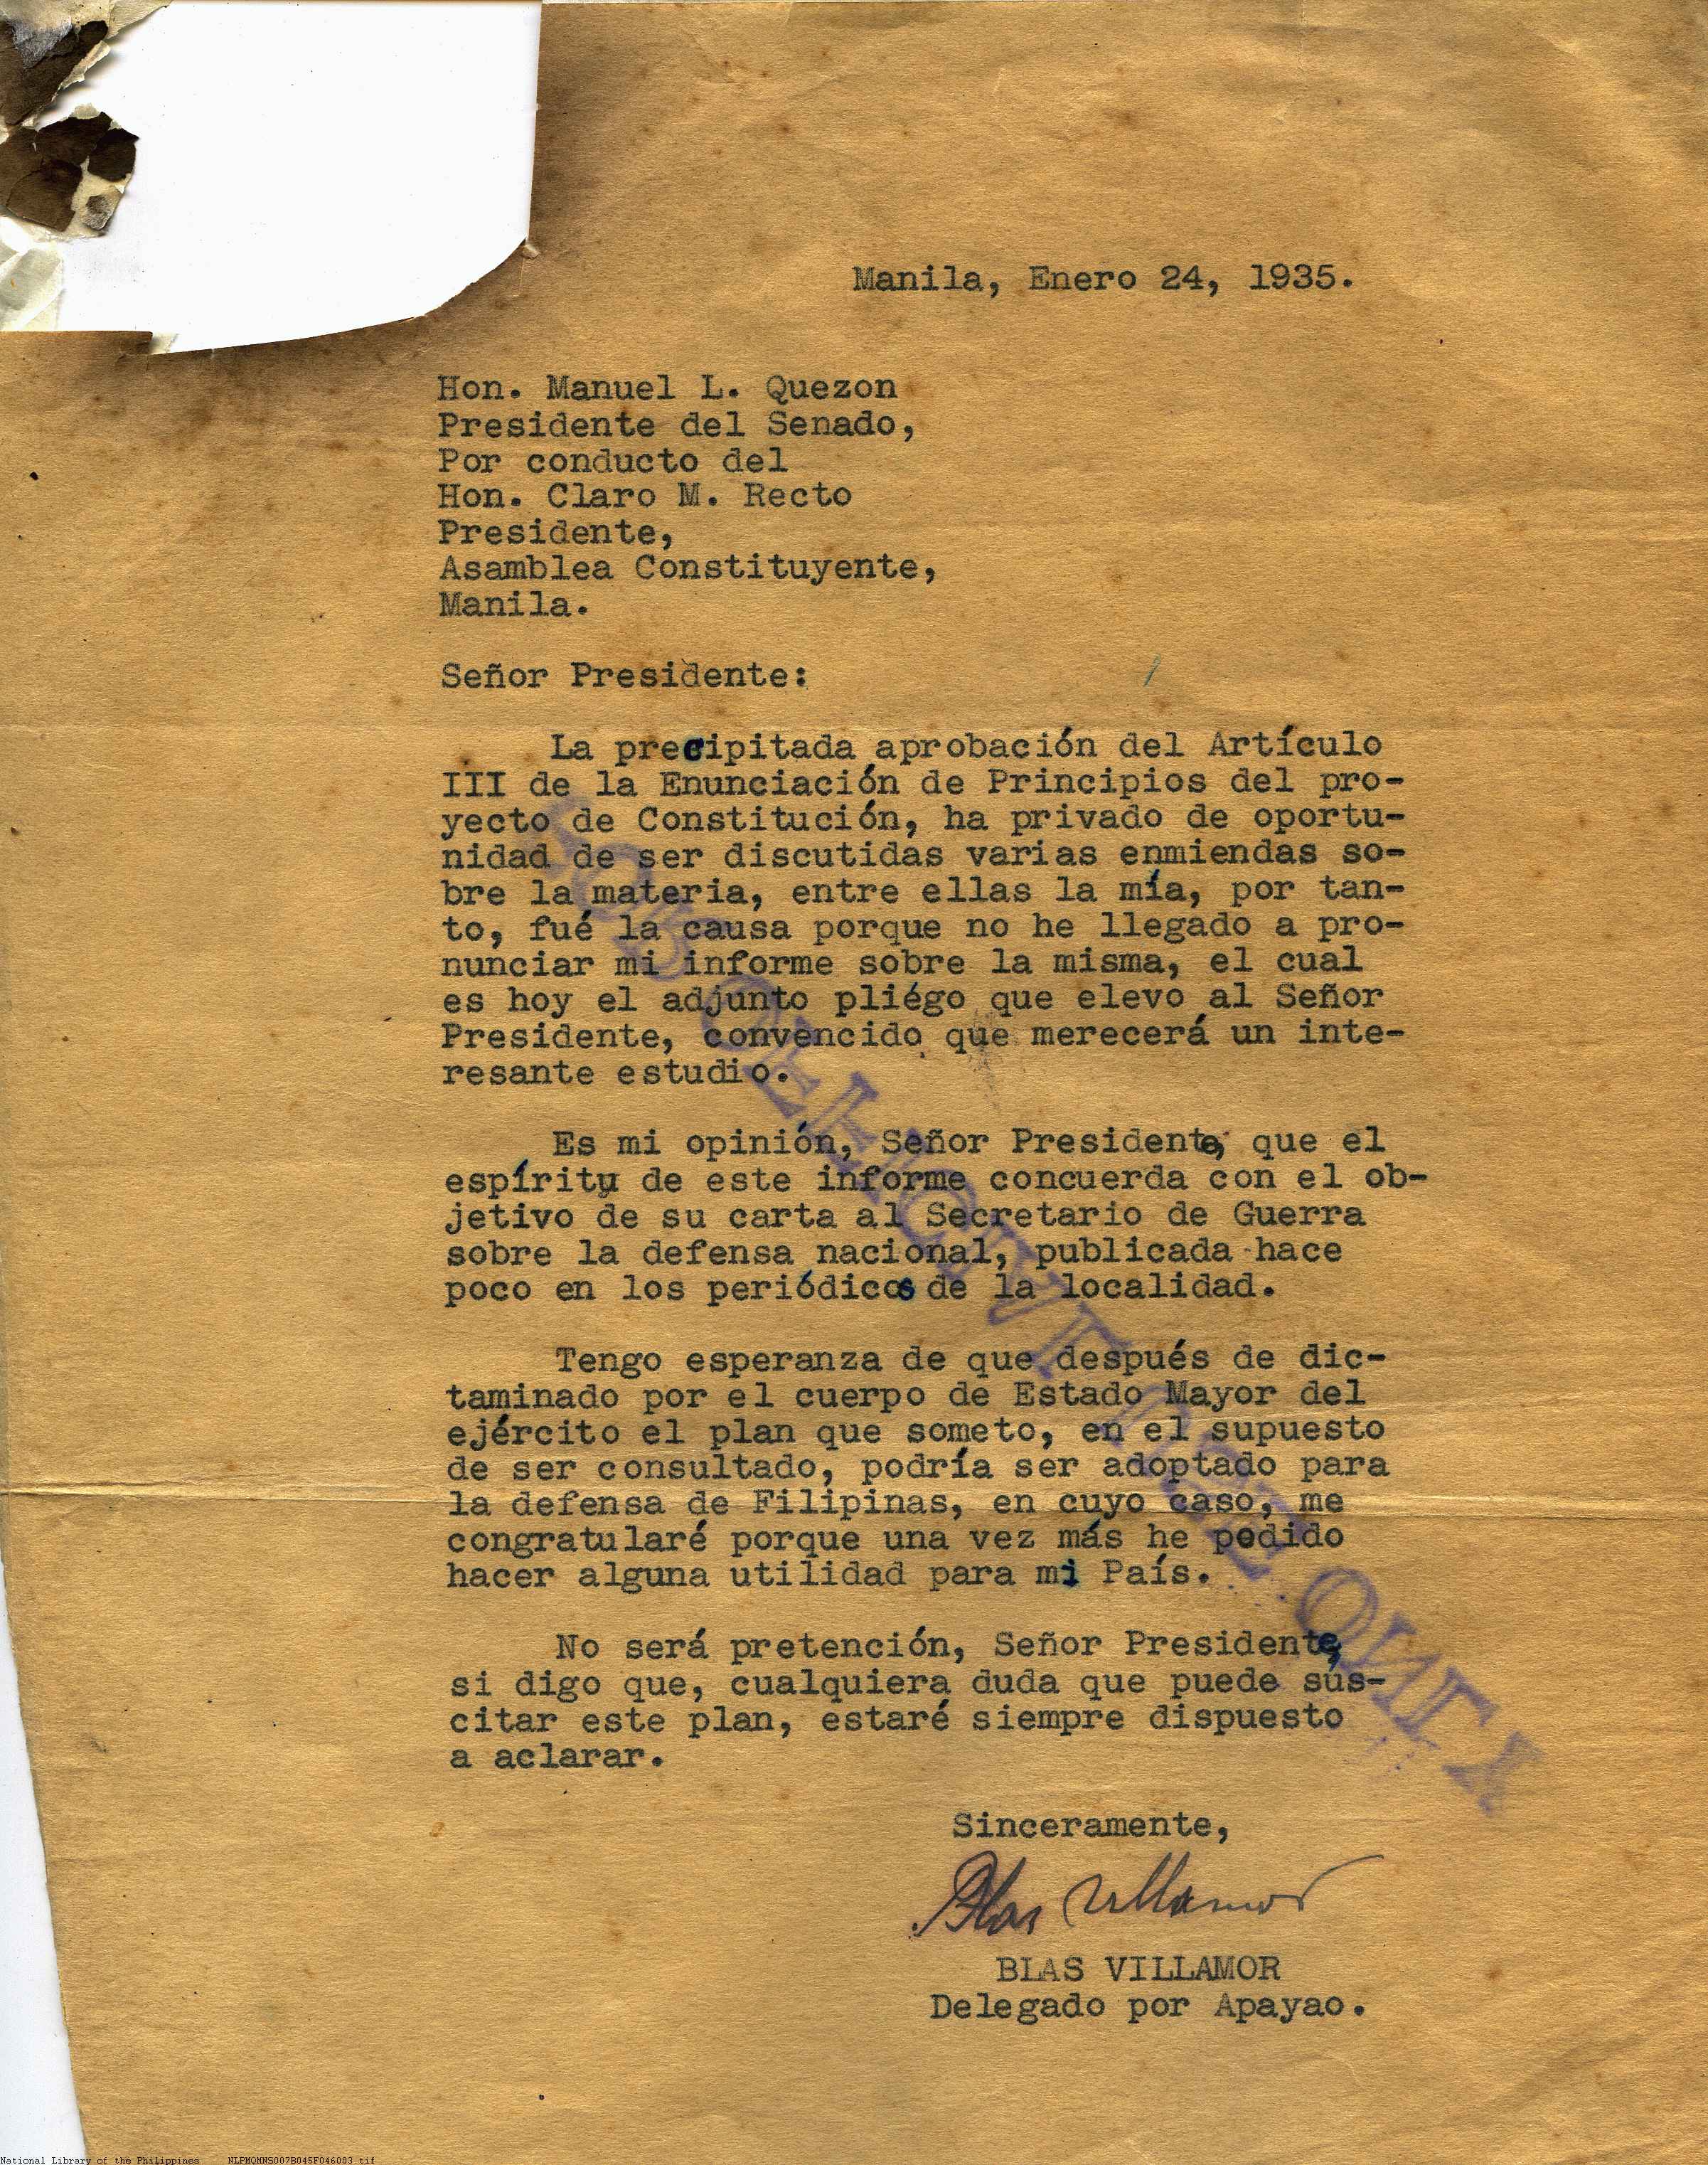 Manila, Enero 24, 1935.
Hon. Manuel L. Quezon
Presidente del Senado,
Por conducto del
Hon. Claro M. Recto
Presidente,
Asamblea Constituyente,
Manila.
Señor Presidente:
La precipitada aprobación del Artículo
III de la Enunciación de Principios del pro-
yecto de Constitución, ha privado de oportu-
nidad de ser discutidas varias enmiendas so-
bre la materia, entre ellas la mía, por tan-
to, fué la causa porque no he llegado a pro-
nunciar mi informe sobre la misma, el cual
es hoy el adjunto pliégo que elevo al Señor
Presidente, convencido que merecerá un inte-
resante estudio.
Es mi opinión, Señor Presidente, que el
espíritu de este informe concuerda con el ob-
jetivo de su carta al Secretario de Guerra
sobre la defensa nacional, publicada hace
poco en los periódicos de la localidad.
Tengo esperanza de que después de dic-
taminado por el cuerpo de Estado Mayor del
ejército el plan que someto, en el supuesto
de ser consultado, podría ser adoptado para
la defensa de Filipinas, en cuyo caso, me
congratularé porque una vez más he podido
hacer alguna utilidad para mi País.
No será pretención, Señor Presidente,
si digo que, cualquiera duda que puede sus-
citar este plan, estaré siempre dispuesto
a aclarar.
Sinceramente,
Blas Villamor
BLAS VILLAMOR
Delegado por Apayao.
National Library of the Philippines NLPMQMNS007B045F046003.tif